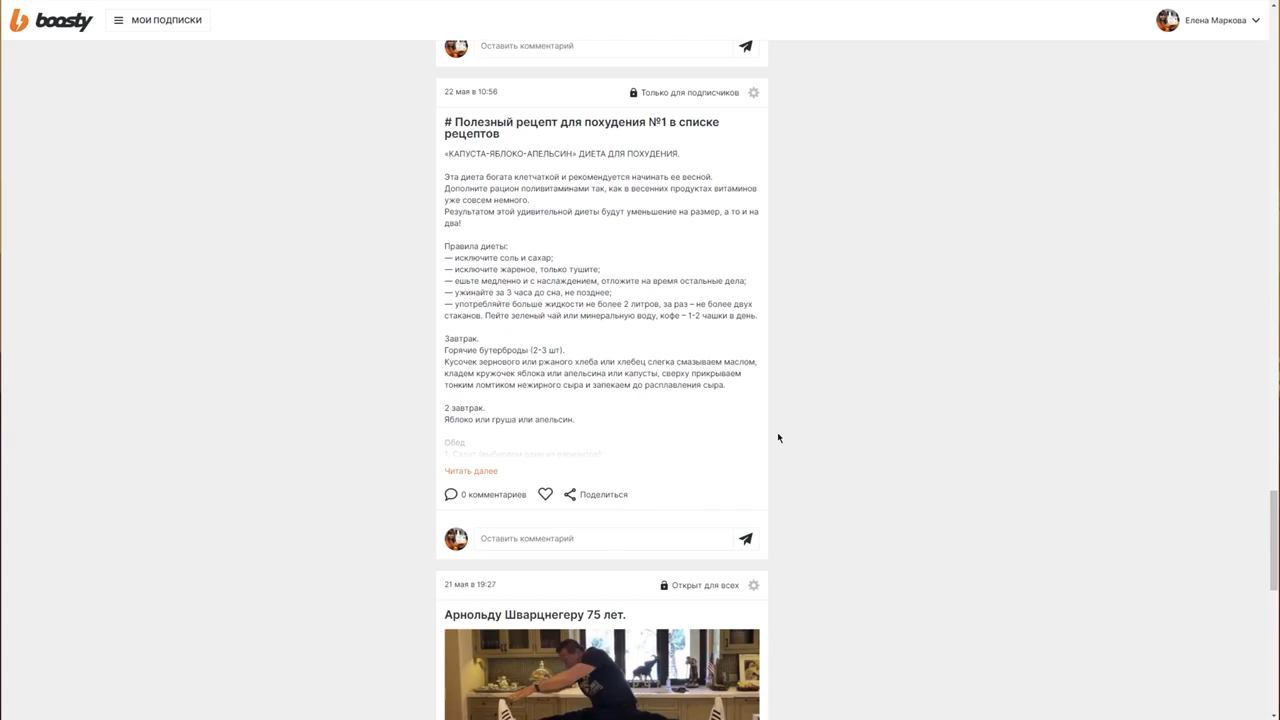 boosty
МОИ ПОДПИСКИ
Елена Маркова
Оставить комментарий
22 мая в 10:56
Только для подписчиков
# Полезный рецепт для похудения №1 в списке
рецептов
«КАПУСТА-ЯБЛОКО-АПЕЛЬСИН» ДИЕТА ДЛЯ ПОХУДЕНИЯ.
Эта диета богата клетчаткой и рекомендуется начинать ее весной.
Дополните рацион поливитаминами так, как в весенних продуктах витаминов
уже совсем немного.
Результатом этой удивительной диеты будут уменьшение на размер, а то и на
два!
Правила диеты:
— исключите соль и сахар;
— исключите жареное, только тушите;
— ешьте медленно и с наслаждением, отложите на время остальные дела;
— ужинайте за 3 часа до сна, не позднее;
— употребляйте больше жидкости не более 2 литров, за раз – не более двух
стаканов. Пейте зеленый чай или минеральную воду, кофе – 1-2 чашки в день.
Завтрак.
Горячие бутерброды (2-3 шт).
Кусочек зернового или ржаного хлеба или хлебец слегка смазываем маслом,
кладем кружочек яблока или апельсина или капусты, сверху прикрываем
тонким ломтиком нежирного сыра и запекаем до расплавления сыра.
2 завтрак.
Яблоко или груша или апельсин.
Обед
1. Салат (выбираем один из вариантов)
Читать далее
0 комментариев
Поделиться
Оставить комментарий
21 мая в 19:27
Открыт для всех
Арнольду Шварцнегеру 75 лет.